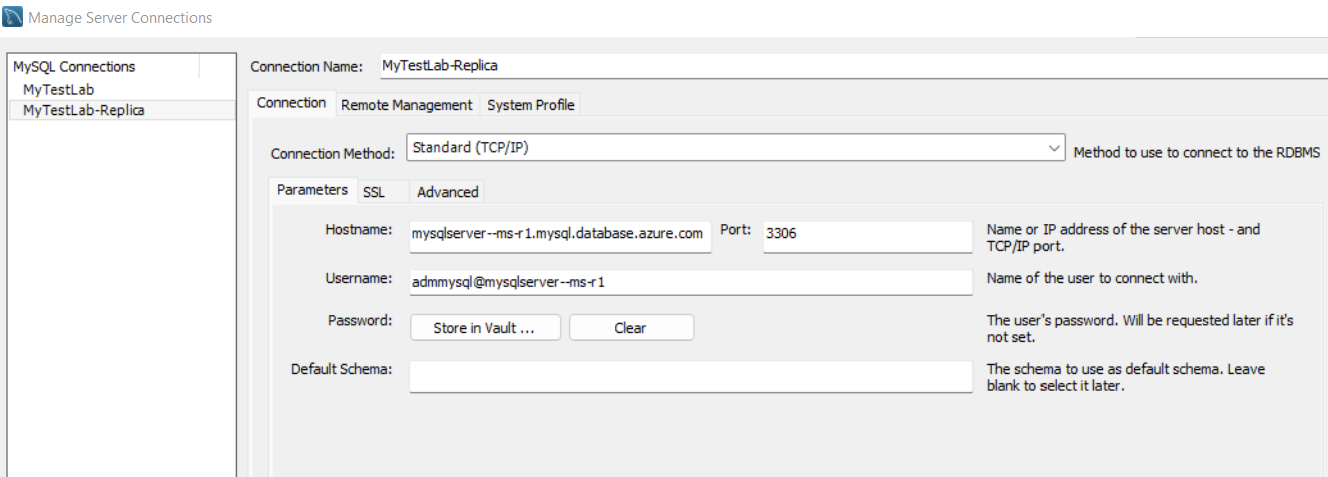 Manage Server Connections
MySQL Connections
MyTestLab
MyTestLab-Replica
Connection Name: MyTestLab-Replica
Connection Remote Management System Profile
Connection Method: Standard (TCP/IP) Method to use to connect to the RDBMS
Parameters SSL Advanced
Hostname: mysqlserver--ms-r1.mysql.database.azure.com Port: 3306 Name or IP address of the server host - and
TCP/IP port.
Username: admmysql@mysqlserver--ms-r1 Name of the user to connect with.
Password: Store in Vault ... Clear The user's password. Will be requested later if it's
not set.
Default Schema: The schema to use as default schema. Leave
blank to select it later.